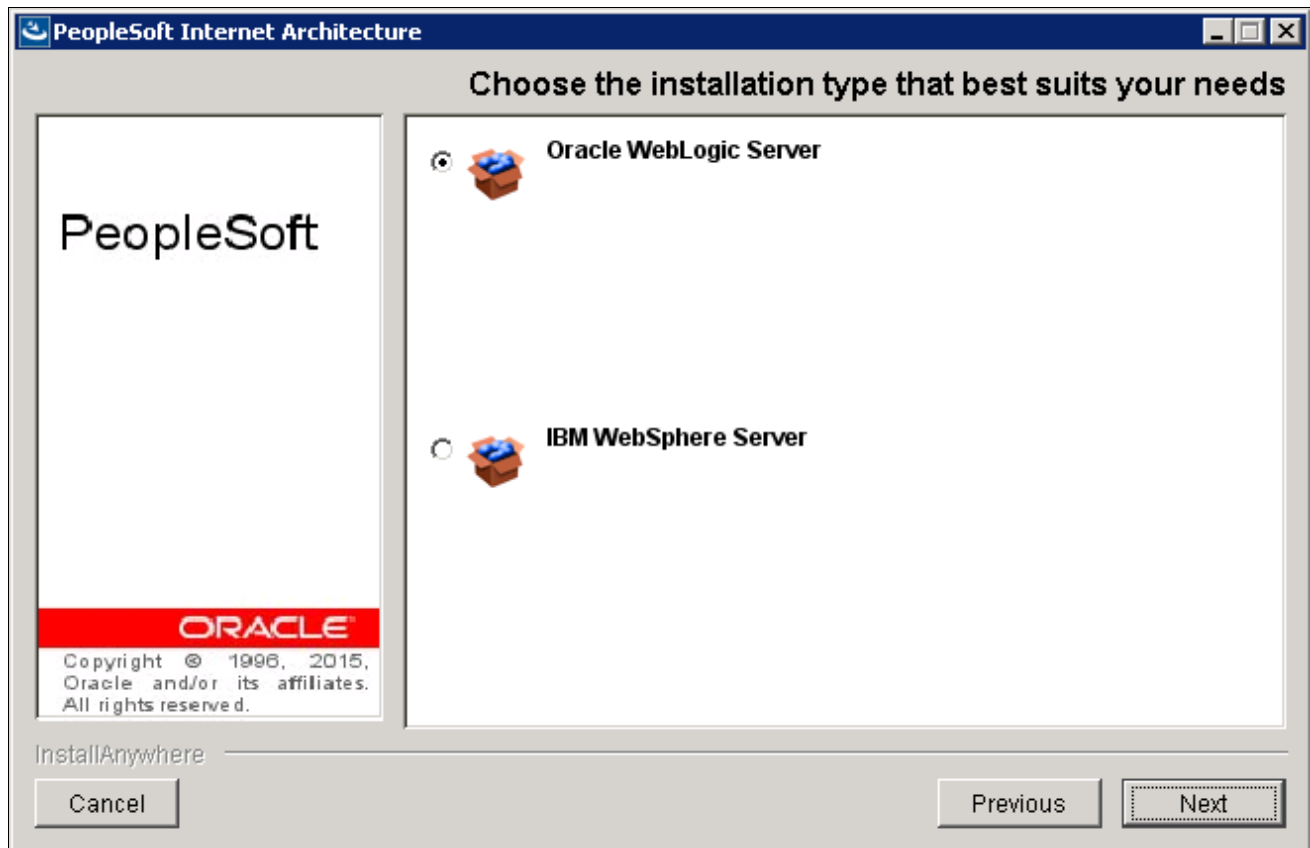 PeopleSoft Internet Architecture
Choose the installation type that best suits your needs
PeopleSoft
Oracle WebLogic Server
IBM WebSphere Server
ORACLE
Copyright © 1996, 2015,
Oracle and/or its affiliates.
All rights reserved.
InstallAnywhere
Cancel
Previous
Next